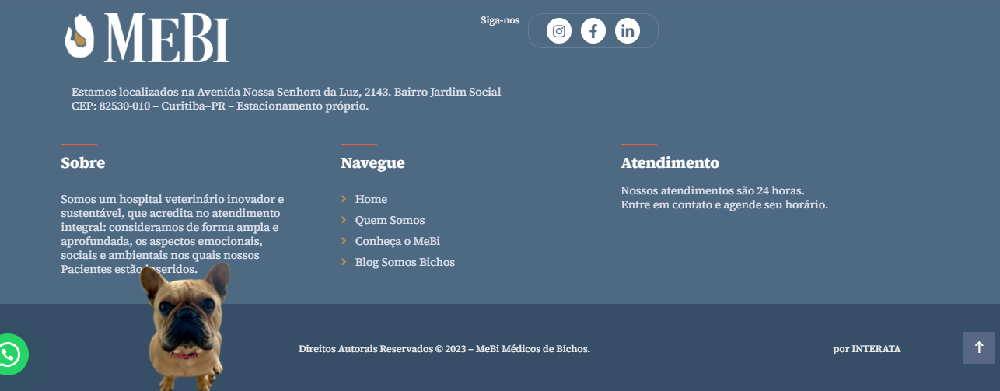 MEBI
Siga-nos
Estamos localizados na Avenida Nossa Senhora da Luz, 2143. Bairro Jardim Social
CEP: 82530-010 – Curitiba–PR – Estacionamento próprio.
Sobre
Somos um hospital veterinário inovador e
sustentável, que acredita no atendimento
integral: consideramos de forma ampla e
aprofundada, os aspectos emocionais,
sociais e ambientais nos quais nossos
Pacientes estão inseridos.
Navegue
Home
Quem Somos
Conheça o MeBi
Blog Somos Bichos
Atendimento
Nossos atendimentos são 24 horas.
Entre em contato e agende seu horário.
Direitos Autorais Reservados © 2023 – MeBi Médicos de Bichos.
por INTERATA